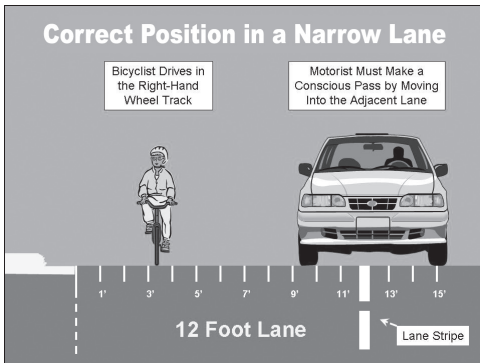 Correct Position in a Narrow Lane
Bicyclist Drives in
the Right-Hand
Wheel Track
Motorist Must Make a
Conscious Pass by Moving
Into the Adjacent Lane
1' 3' 5' 7' 9' 11' 13' 15'
12 Foot Lane
Lane Stripe